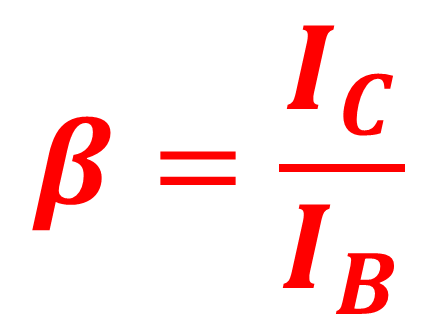 β = I_C / I_B